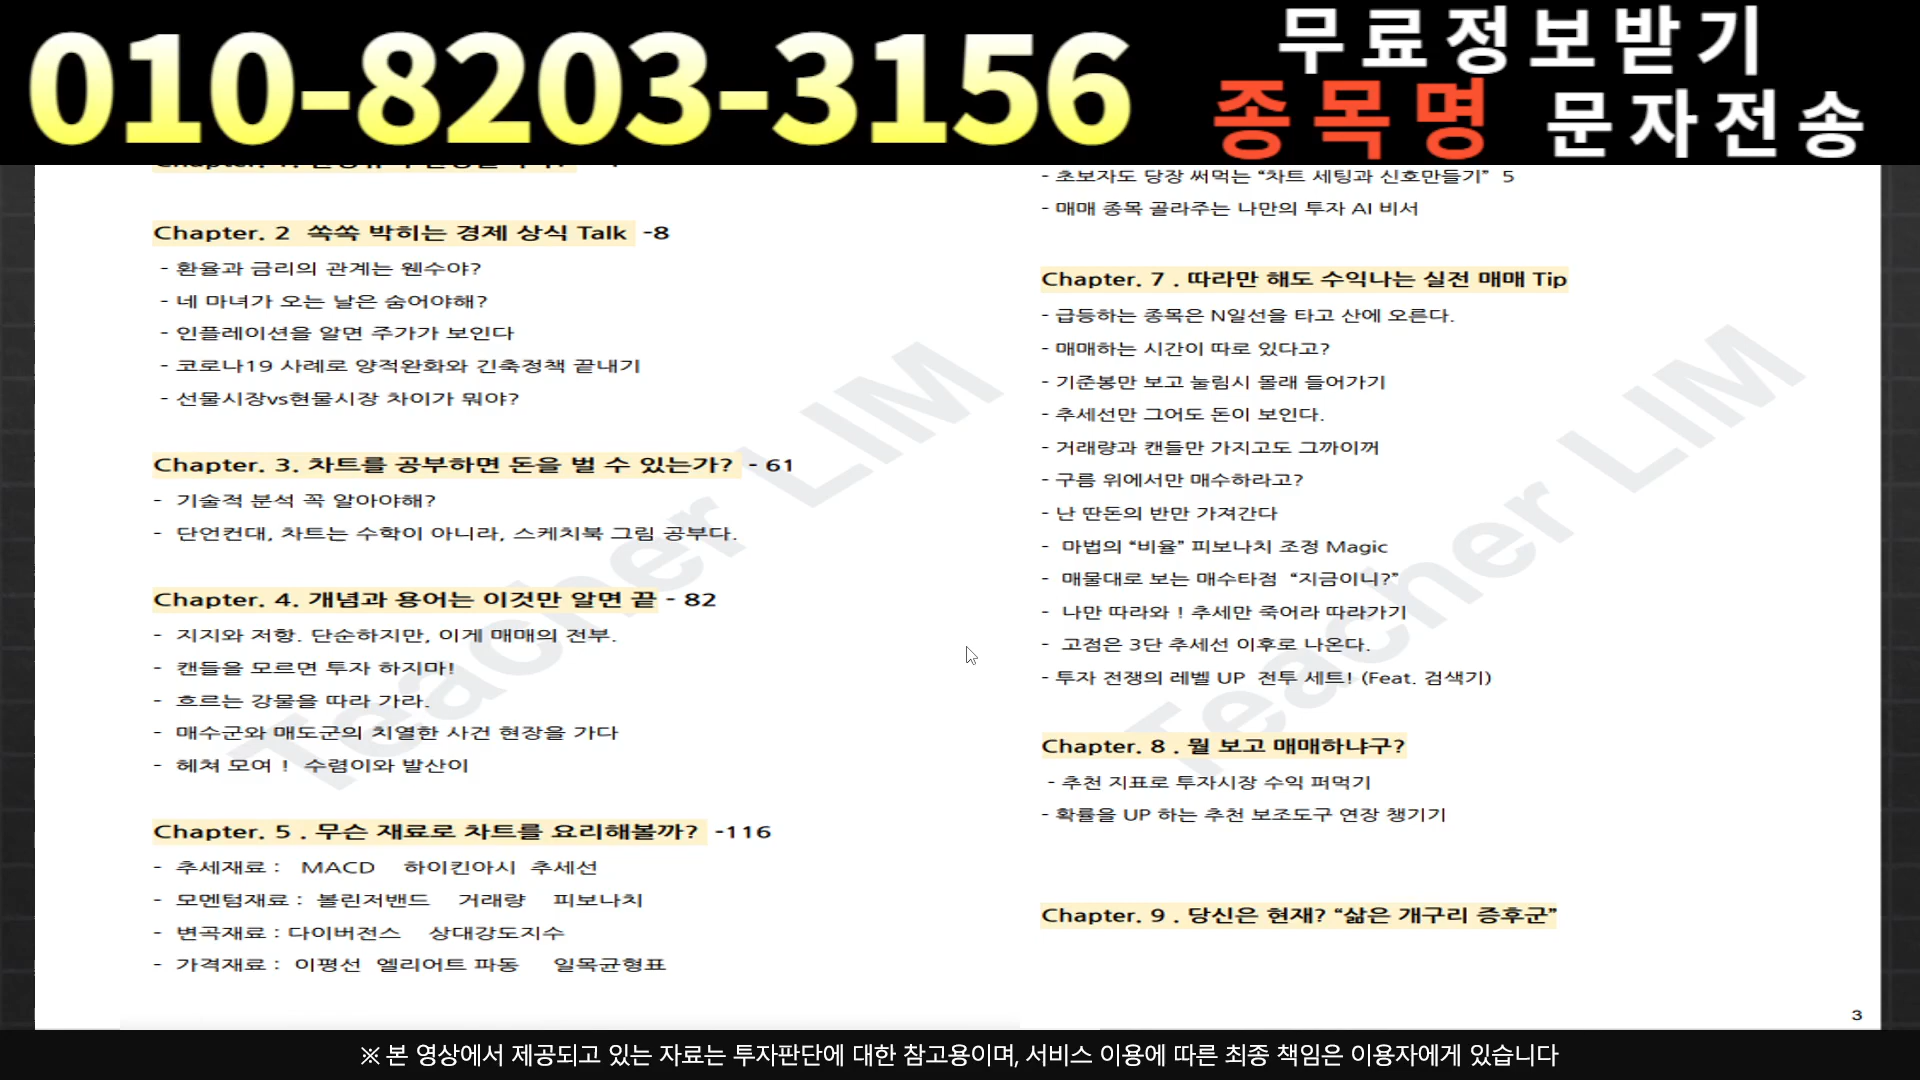 010-8203-3156
무료정보받기
종목명 문자전송
Chapter. 2 쏙쏙 박히는 경제 상식 Talk -8
- 환율과 금리의 관계는 웬수야?
- 네 마녀가 오는 날은 숨어야해?
- 인플레이션을 알면 주가가 보인다
- 코로나19 사례로 양적완화와 긴축정책 끝내기
- 선물시장vs현물시장 차이가 뭐야?
Chapter. 3. 차트를 공부하면 돈을 벌 수 있는가? - 61
- 기술적 분석 꼭 알아야해?
- 단언컨대, 차트는 수학이 아니라, 스케치북 그림 공부다.
Chapter. 4. 개념과 용어는 이것만 알면 끝 - 82
- 지지와 저항. 단순하지만, 이게 매매의 전부.
- 캔들을 모르면 투자 하지마!
- 흐르는 강물을 따라 가라.
- 매수군와 매도군의 치열한 사건 현장을 가다
- 헤쳐 모여 ! 수렴이와 발산이
Chapter. 5 . 무슨 재료로 차트를 요리해볼까? -116
- 추세재료 : MACD 하이킨아시 추세선
- 모멘텀재료 : 볼린저밴드 거래량 피보나치
- 변곡재료 : 다이버전스 상대강도지수
- 가격재료 : 이평선 엘리어트 파동 일목균형표
- 초보자도 당장 써먹는 “차트 세팅과 신호만들기” 5
- 매매 종목 골라주는 나만의 투자 AI 비서
Chapter. 7 . 따라만 해도 수익나는 실전 매매 Tip
- 급등하는 종목은 N일선을 타고 산에 오른다.
- 매매하는 시간이 따로 있다고?
- 기준봉만 보고 눌림시 몰래 들어가기
- 추세선만 그어도 돈이 보인다.
- 거래량과 캔들만 가지고도 그까이꺼
- 구름 위에서만 매수하라고?
- 난 딴돈의 반만 가져간다
- 마법의 “비율” 피보나치 조정 Magic
- 매물대로 보는 매수타점 “지금이니?”
- 나만 따라와 ! 추세만 죽어라 따라가기
- 고점은 3단 추세선 이후로 나온다.
- 투자 전쟁의 레벨 UP 전투 세트! (Feat. 검색기)
Chapter. 8 . 뭘 보고 매매하냐구?
- 추천 지표로 투자시장 수익 퍼먹기
- 확률을 UP 하는 추천 보조도구 연장 챙기기
Chapter. 9 . 당신은 현재? “삶은 개구리 증후군”
Teacher LIM
Teacher LIM
3
※ 본 영상에서 제공되고 있는 자료는 투자판단에 대한 참고용이며, 서비스 이용에 따른 최종 책임은 이용자에게 있습니다